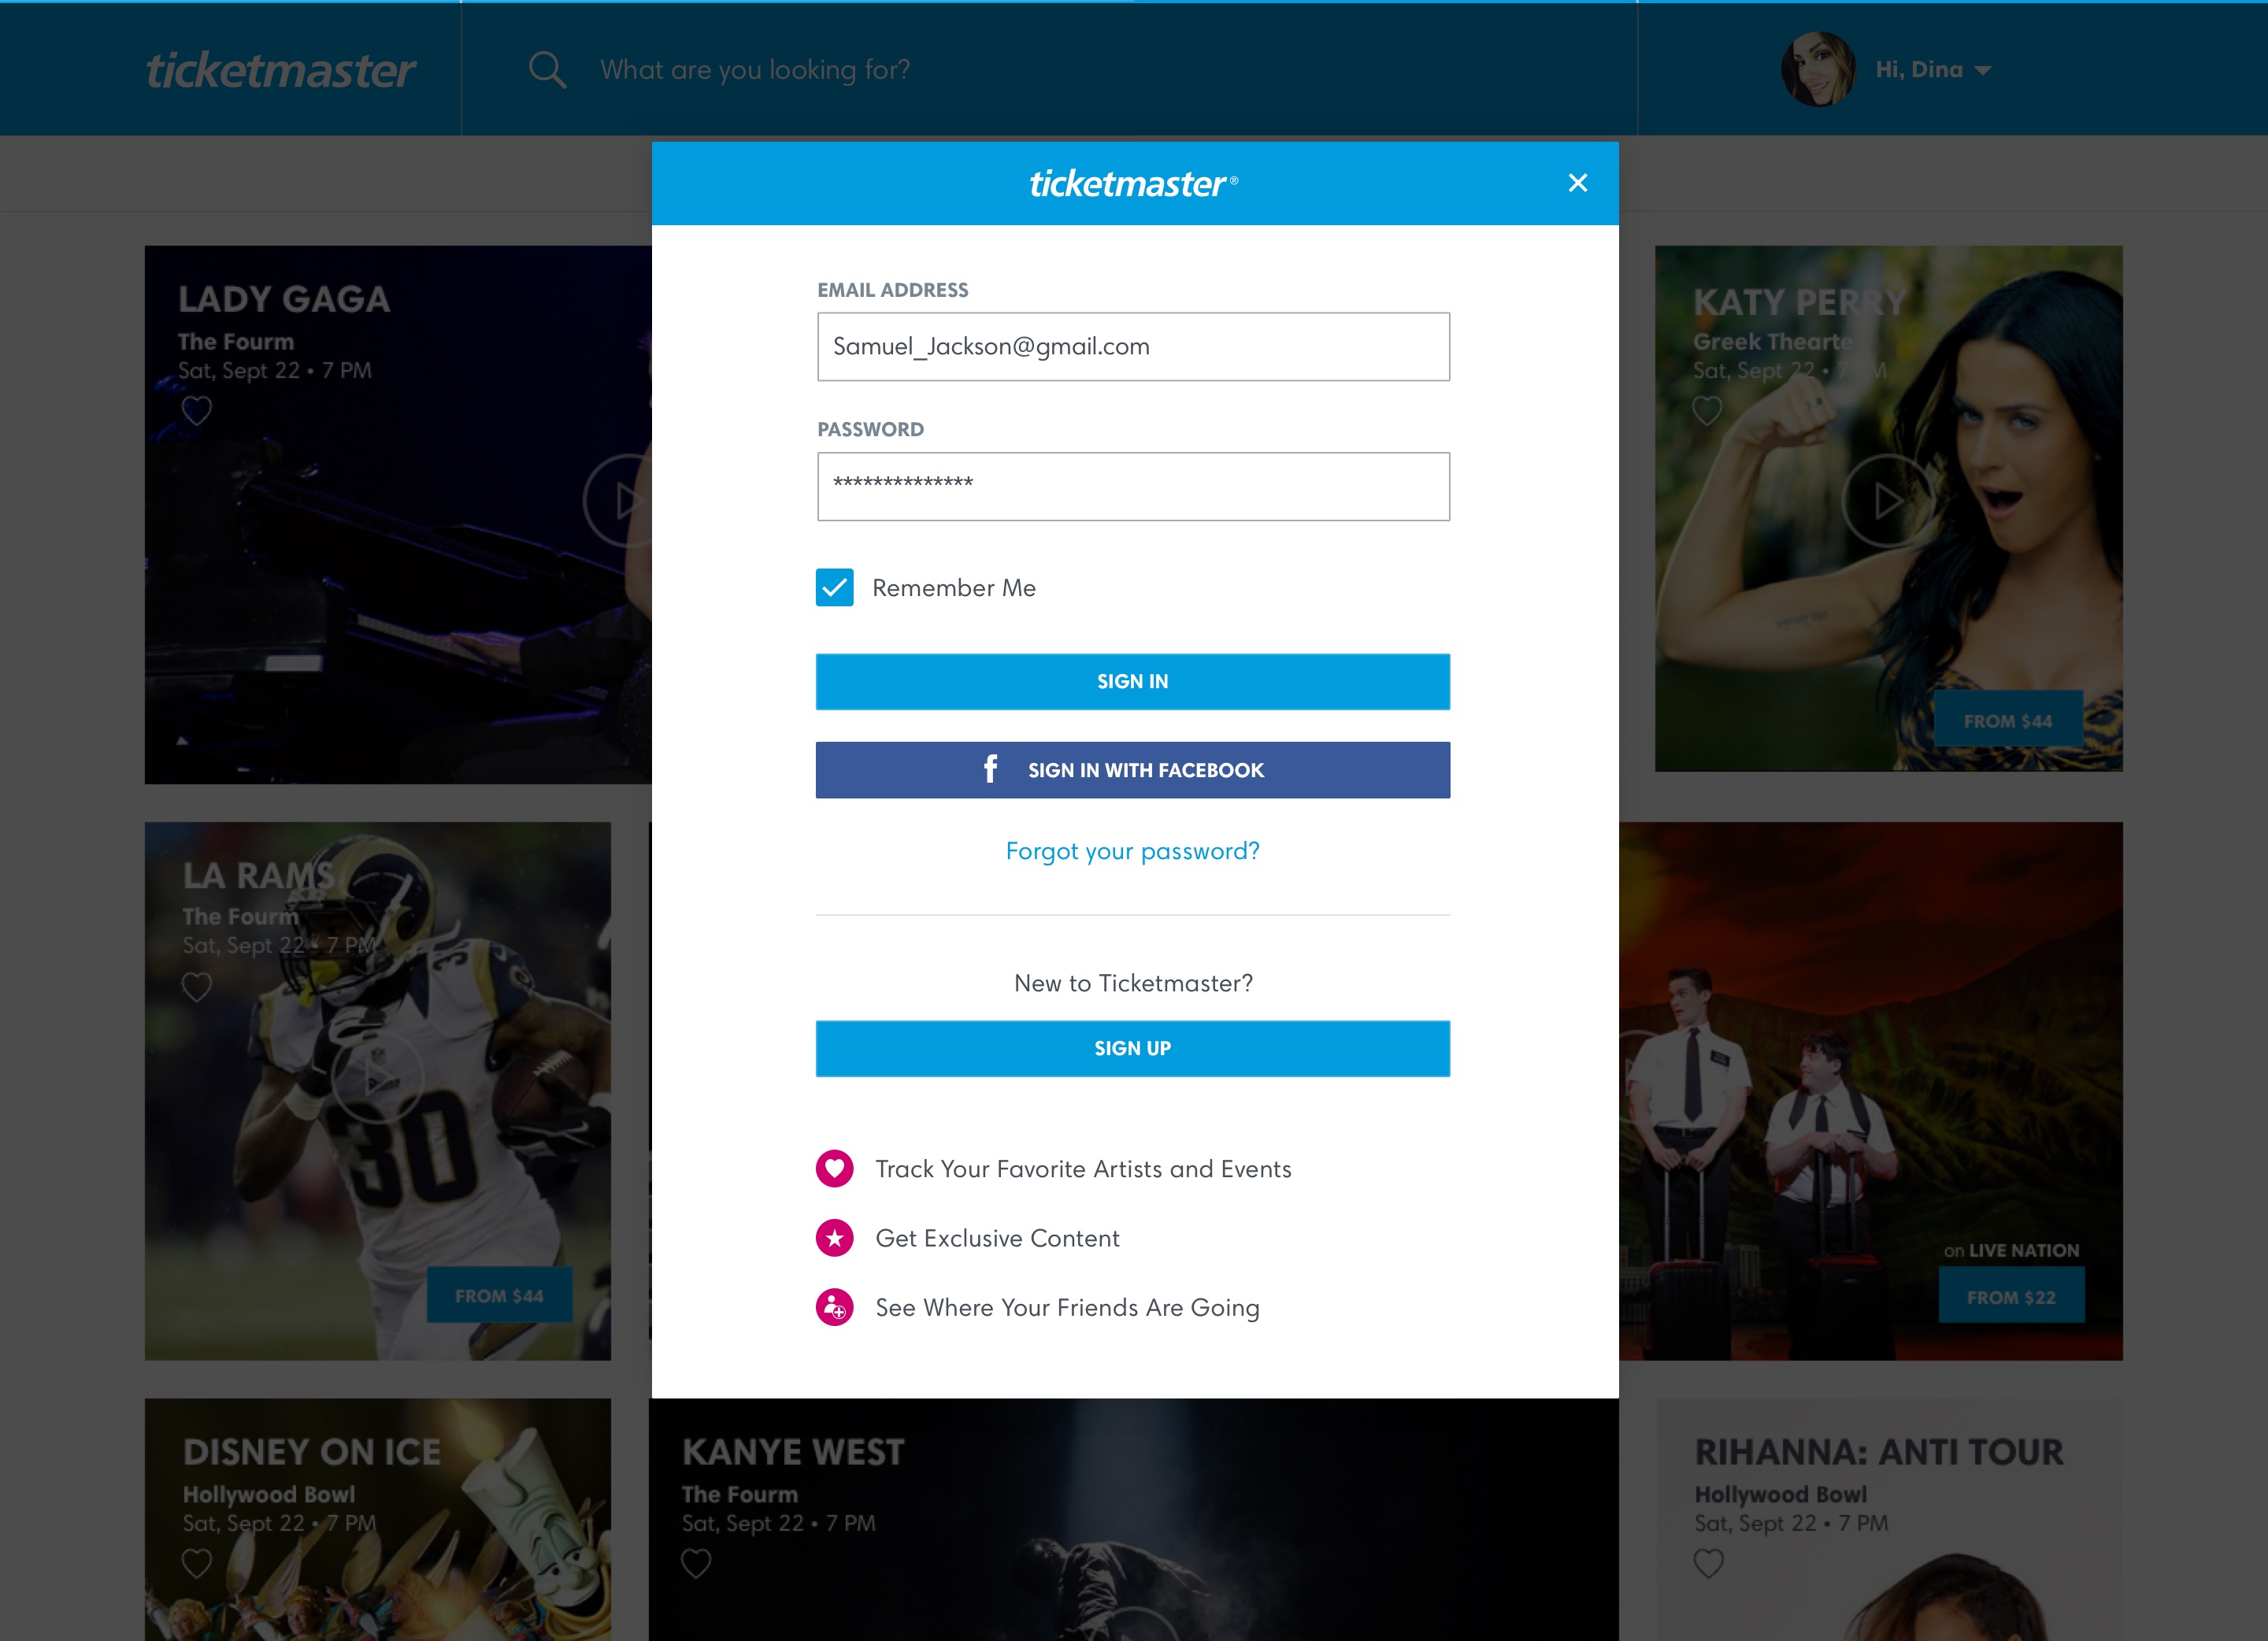 ticketmaster
What are you looking for?
Hi, Dina
ticketmaster®
LADY GAGA
The Fourm
Sat, Sept 22 • 7 PM
KATY PERRY
Greek Thearte
Sat, Sept 22 • 7 PM
FROM $44
EMAIL ADDRESS
Samuel_Jackson@gmail.com
PASSWORD
**************
Remember Me
SIGN IN
f SIGN IN WITH FACEBOOK
Forgot your password?
New to Ticketmaster?
SIGN UP
Track Your Favorite Artists and Events
Get Exclusive Content
See Where Your Friends Are Going
LA RAMS
The Fourm
Sat, Sept 22 • 7 PM
30
FROM $44
on LIVE NATION
FROM $22
DISNEY ON ICE
Hollywood Bowl
Sat, Sept 22 • 7 PM
KANYE WEST
The Fourm
Sat, Sept 22 • 7 PM
RIHANNA: ANTI TOUR
Hollywood Bowl
Sat, Sept 22 • 7 PM